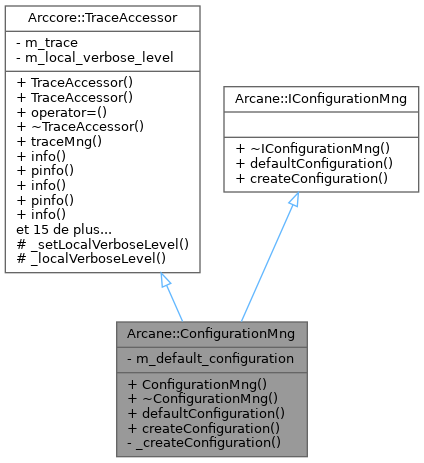 Arccore::TraceAccessor
- m_trace
- m_local_verbose_level
+ TraceAccessor()
+ TraceAccessor()
+ operator=()
+ ~TraceAccessor()
+ traceMng()
+ info()
+ pinfo()
+ info()
+ pinfo()
+ info()
et 15 de plus...
# _setLocalVerboseLevel()
# _localVerboseLevel()
Arcane::IConfigurationMng
+ ~IConfigurationMng()
+ defaultConfiguration()
+ createConfiguration()
Arcane::ConfigurationMng
- m_default_configuration
+ ConfigurationMng()
+ ~ConfigurationMng()
+ defaultConfiguration()
+ createConfiguration()
- _createConfiguration()